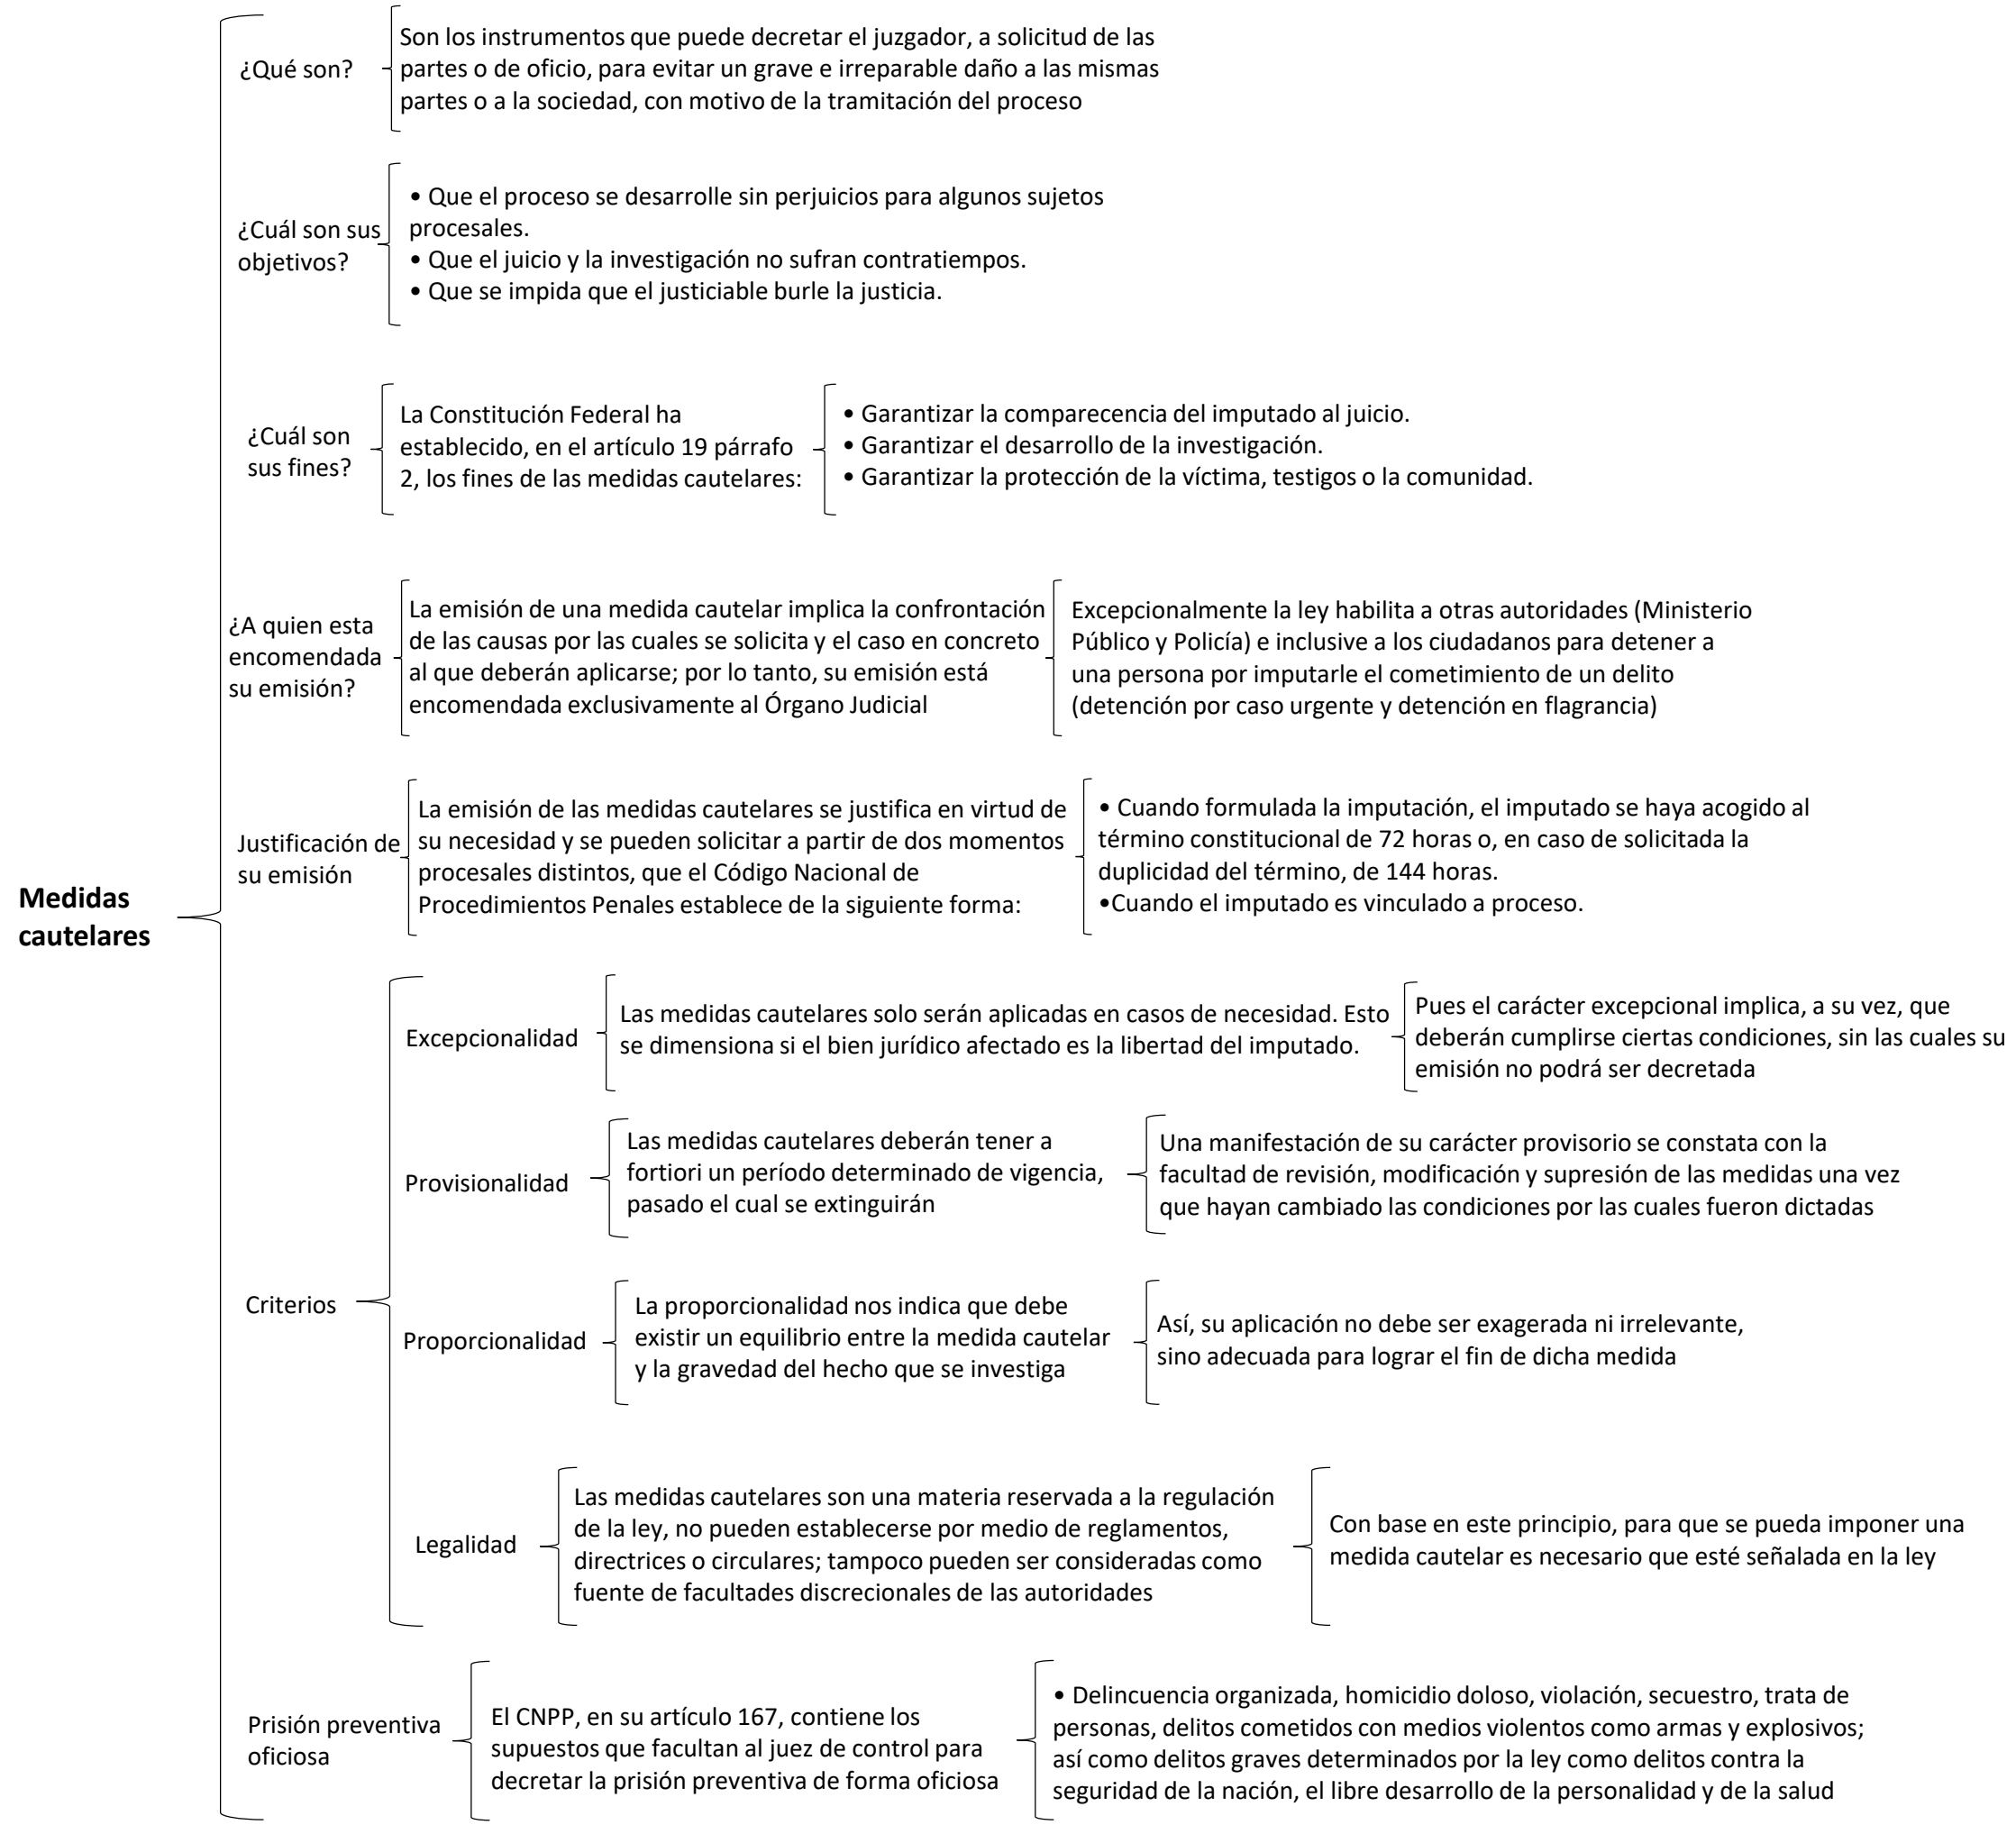 Medidas
cautelares
¿Qué son?
Son los instrumentos que puede decretar el juzgador, a solicitud de las
partes o de oficio, para evitar un grave e irreparable daño a las mismas
partes o a la sociedad, con motivo de la tramitación del proceso
¿Cuál son sus
objetivos?
• Que el proceso se desarrolle sin perjuicios para algunos sujetos
procesales.
• Que el juicio y la investigación no sufran contratiempos.
• Que se impida que el justiciable burle la justicia.
¿Cuál son
sus fines?
La Constitución Federal ha
establecido, en el artículo 19 párrafo
2, los fines de las medidas cautelares:
• Garantizar la comparecencia del imputado al juicio.
• Garantizar el desarrollo de la investigación.
• Garantizar la protección de la víctima, testigos o la comunidad.
¿A quien esta
encomendada
su emisión?
La emisión de una medida cautelar implica la confrontación
de las causas por las cuales se solicita y el caso en concreto
al que deberán aplicarse; por lo tanto, su emisión está
encomendada exclusivamente al Órgano Judicial
Excepcionalmente la ley habilita a otras autoridades (Ministerio
Público y Policía) e inclusive a los ciudadanos para detener a
una persona por imputarle el cometimiento de un delito
(detención por caso urgente y detención en flagrancia)
Justificación de
su emisión
La emisión de las medidas cautelares se justifica en virtud de
su necesidad y se pueden solicitar a partir de dos momentos
procesales distintos, que el Código Nacional de
Procedimientos Penales establece de la siguiente forma:
• Cuando formulada la imputación, el imputado se haya acogido al
término constitucional de 72 horas o, en caso de solicitada la
duplicidad del término, de 144 horas.
•Cuando el imputado es vinculado a proceso.
Criterios
Excepcionalidad
Las medidas cautelares solo serán aplicadas en casos de necesidad. Esto
se dimensiona si el bien jurídico afectado es la libertad del imputado.
Pues el carácter excepcional implica, a su vez, que
deberán cumplirse ciertas condiciones, sin las cuales su
emisión no podrá ser decretada
Provisionalidad
Las medidas cautelares deberán tener a
fortiori un período determinado de vigencia,
pasado el cual se extinguirán
Una manifestación de su carácter provisorio se constata con la
facultad de revisión, modificación y supresión de las medidas una vez
que hayan cambiado las condiciones por las cuales fueron dictadas
Proporcionalidad
La proporcionalidad nos indica que debe
existir un equilibrio entre la medida cautelar
y la gravedad del hecho que se investiga
Así, su aplicación no debe ser exagerada ni irrelevante,
sino adecuada para lograr el fin de dicha medida
Legalidad
Las medidas cautelares son una materia reservada a la regulación
de la ley, no pueden establecerse por medio de reglamentos,
directrices o circulares; tampoco pueden ser consideradas como
fuente de facultades discrecionales de las autoridades
Con base en este principio, para que se pueda imponer una
medida cautelar es necesario que esté señalada en la ley
Prisión preventiva
oficiosa
El CNPP, en su artículo 167, contiene los
supuestos que facultan al juez de control para
decretar la prisión preventiva de forma oficiosa
• Delincuencia organizada, homicidio doloso, violación, secuestro, trata de
personas, delitos cometidos con medios violentos como armas y explosivos;
así como delitos graves determinados por la ley como delitos contra la
seguridad de la nación, el libre desarrollo de la personalidad y de la salud